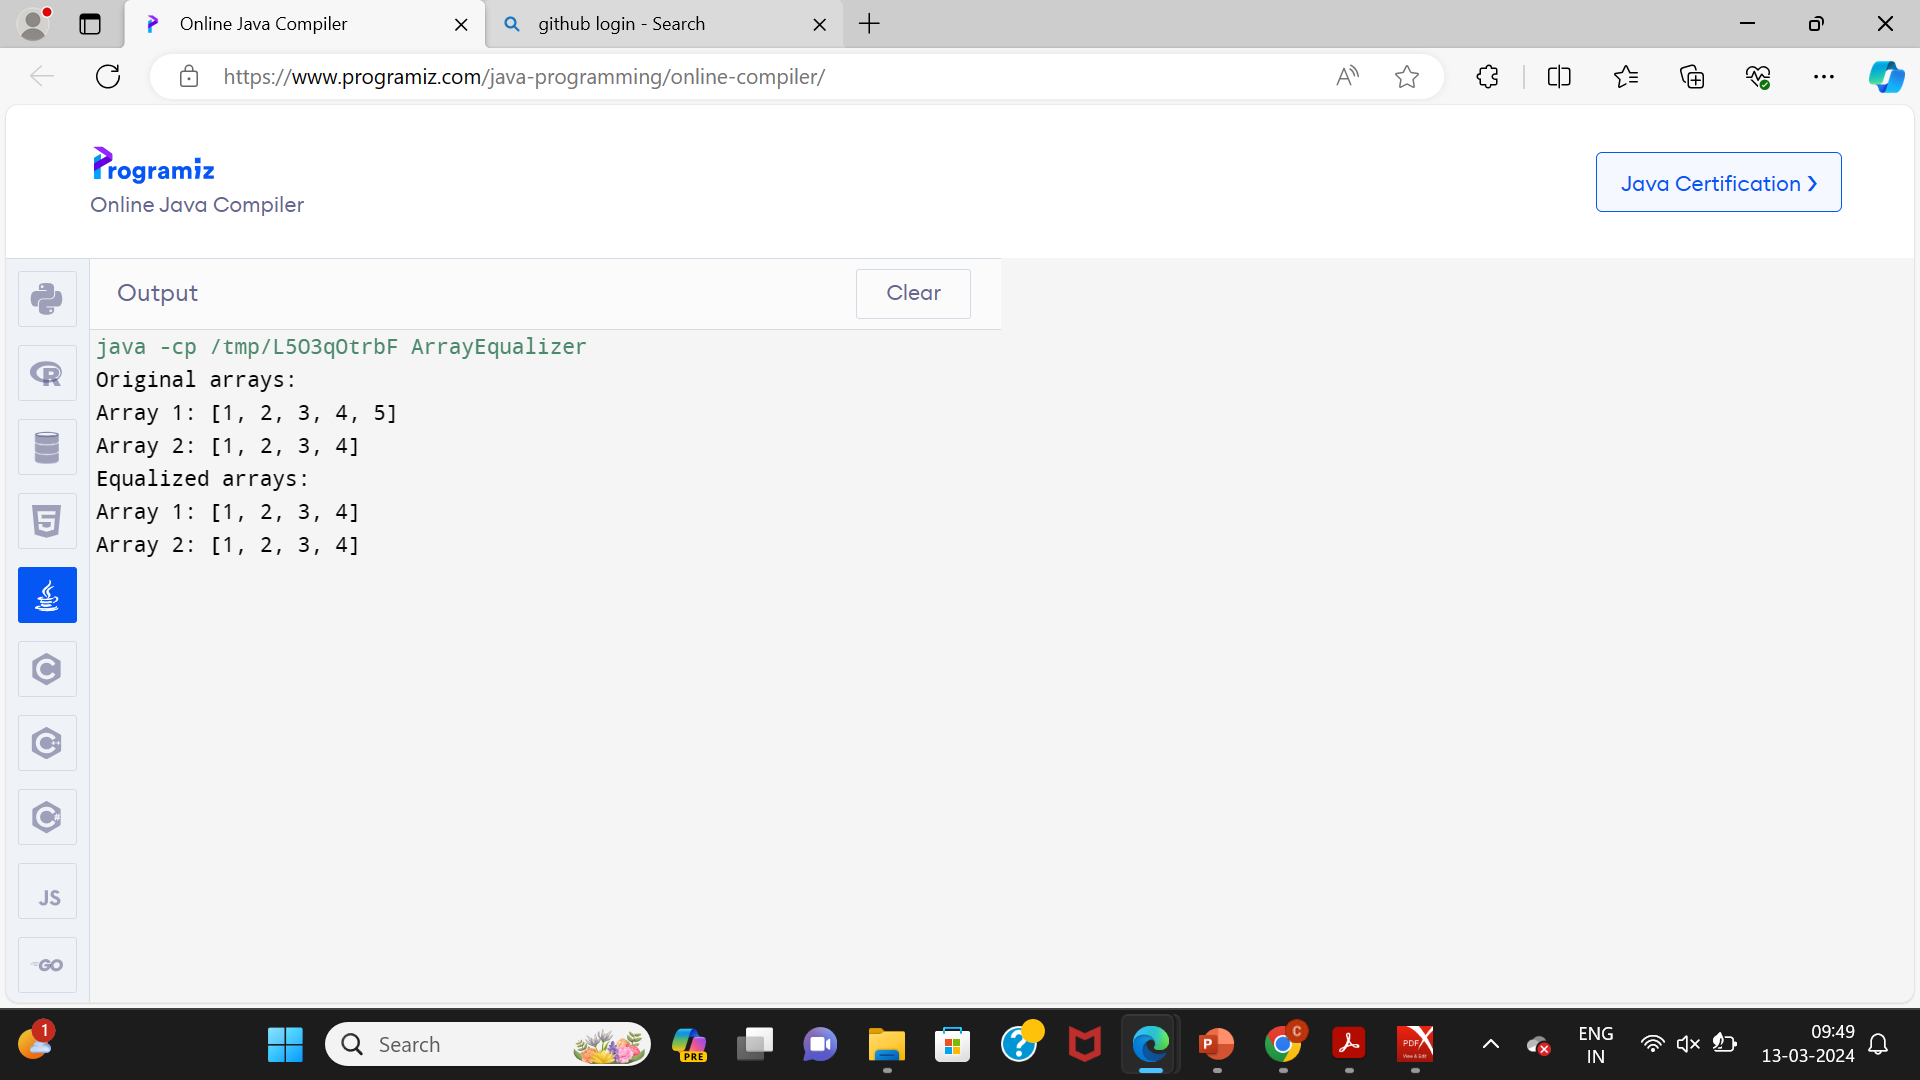 Online Java Compiler
github login - Search
https://www.programiz.com/java-programming/online-compiler/
Programiz
Online Java Compiler
Java Certification ❯
Output
Clear
java -cp /tmp/L5O3qOtrbF ArrayEqualizer
Original arrays:
Array 1: [1, 2, 3, 4, 5]
Array 2: [1, 2, 3, 4]
Equalized arrays:
Array 1: [1, 2, 3, 4]
Array 2: [1, 2, 3, 4]
JS
GO
1
Search
PRE
P
C
PDF
View & Edit
ENG
IN
09:49
13-03-2024